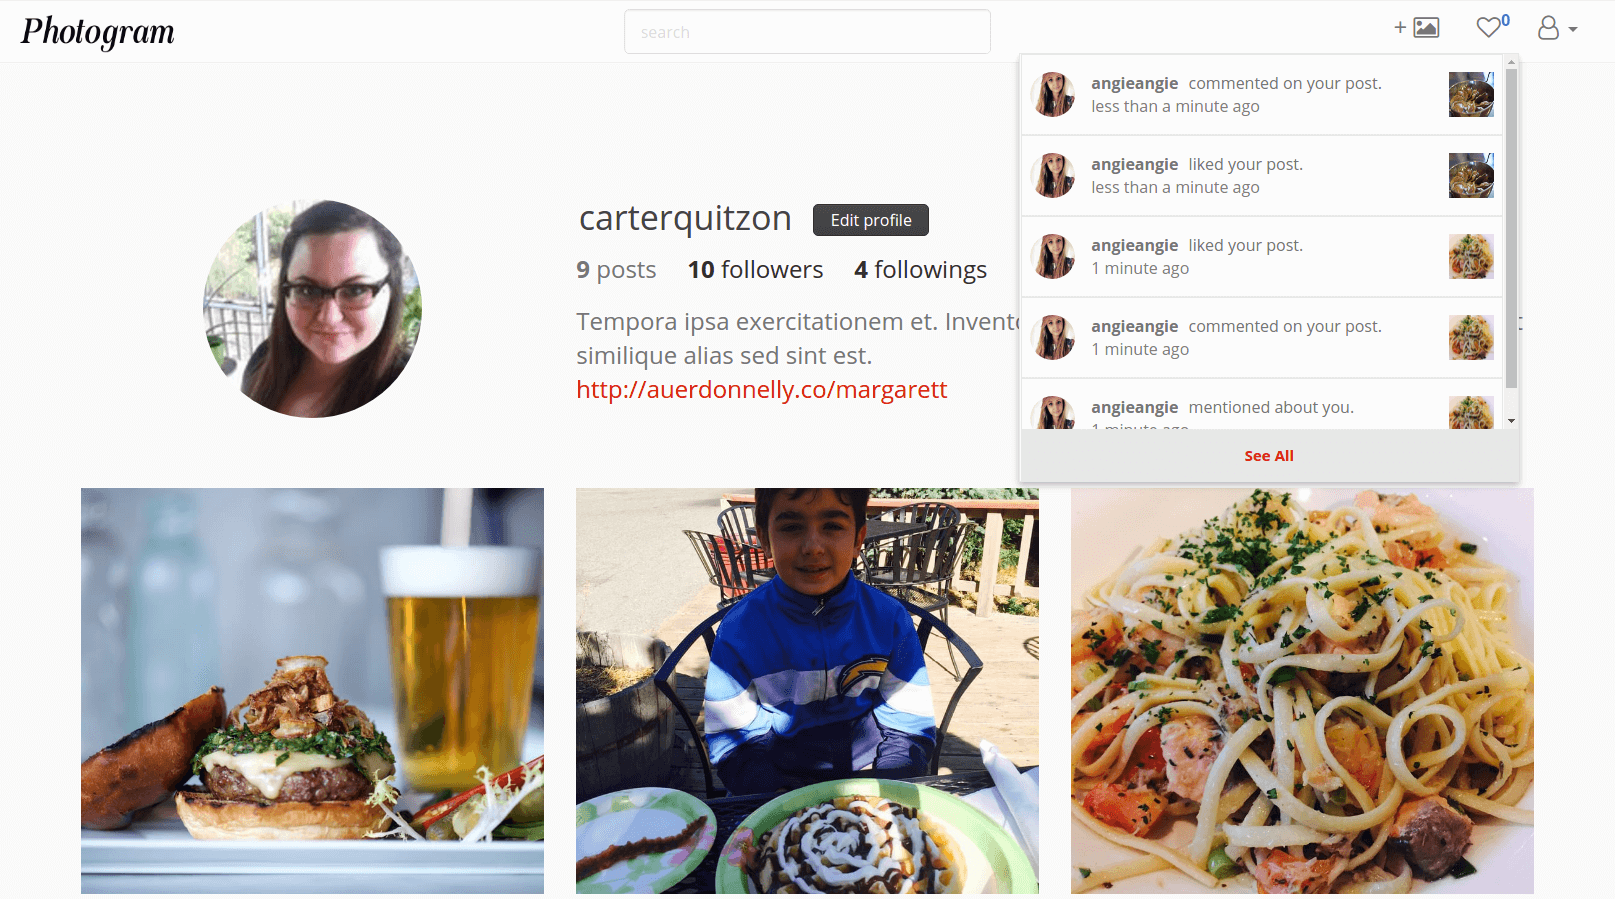 Photogram
search
+
0
angieangie commented on your post.
less than a minute ago
angieangie liked your post.
less than a minute ago
angieangie liked your post.
1 minute ago
angieangie commented on your post.
1 minute ago
angieangie mentioned about you.
1 minute ago
See All
carterquitzon
Edit profile
9 posts 10 followers 4 followings
Tempora ipsa exercitationem et.
similique alias sed sint est.
http://auerdonnelly.co/margarett